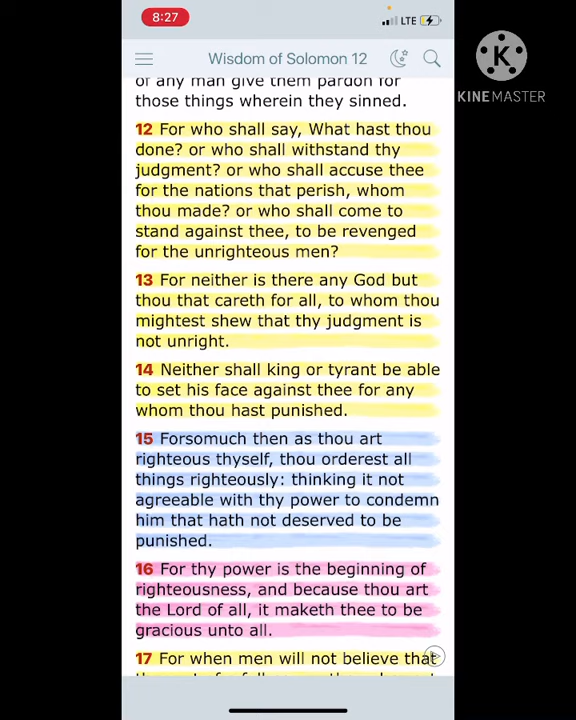 8:27
LTE
Wisdom of Solomon 12
K
KINEMASTER
of any man give them pardon for
those things wherein they sinned.
12 For who shall say, What hast thou
done? or who shall withstand thy
judgment? or who shall accuse thee
for the nations that perish, whom
thou made? or who shall come to
stand against thee, to be revenged
for the unrighteous men?
13 For neither is there any God but
thou that careth for all, to whom thou
mightest shew that thy judgment is
not unright.
14 Neither shall king or tyrant be able
to set his face against thee for any
whom thou hast punished.
15 Forsomuch then as thou art
righteous thyself, thou orderest all
things righteously: thinking it not
agreeable with thy power to condemn
him that hath not deserved to be
punished.
16 For thy power is the beginning of
righteousness, and because thou art
the Lord of all, it maketh thee to be
gracious unto all.
17 For when men will not believe that